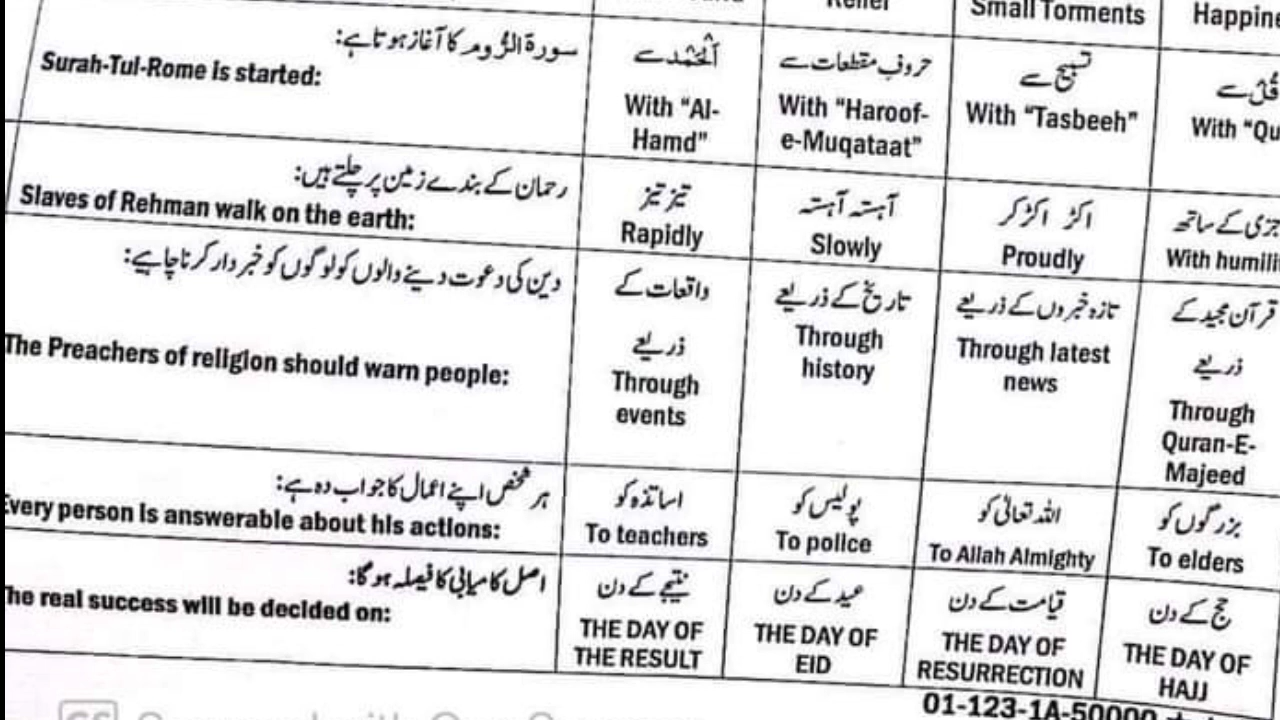 Small Torments
سورۃ الرُّوم کا آغاز ہوتا ہے:
Surah-Tul-Rome is started:
اَلْحَمْد سے
With "Al-
Hamd"
حروفِ مقطعات سے
With "Haroof-
e-Muqataat"
تسبیح سے
With "Tasbeeh"
قُلْ سے
With "Qu
رحمان کے بندے زمین پر چلتے ہیں:
Slaves of Rehman walk on the earth:
تیز تیز
Rapidly
آہستہ آہستہ
Slowly
اکڑ اکڑ کر
Proudly
کے ساتھ
With humilit
دین کی دعوت دینے والوں کو لوگوں کو خبردار کرنا چاہیے:
The Preachers of religion should warn people:
واقعات کے
ذریعے
Through
events
تاریخ کے ذریعے
Through
history
تازہ خبروں کے ذریعے
Through latest
news
قرآن مجید کے
ذریعے
Through
Quran-E-
Majeed
ہر شخص اپنے اعمال کا جواب دہ ہے:
Every person is answerable about his actions:
اساتذہ کو
To teachers
پولیس کو
To police
اللہ تعالیٰ کو
To Allah Almighty
بزرگوں کو
To elders
اصل کامیابی کا فیصلہ ہو گا:
The real success will be decided on:
نتیجے کے دن
THE DAY OF
THE RESULT
عید کے دن
THE DAY OF
EID
قیامت کے دن
THE DAY OF
RESURRECTION
حج کے دن
THE DAY OF
HAJJ
01-123-1A-50000